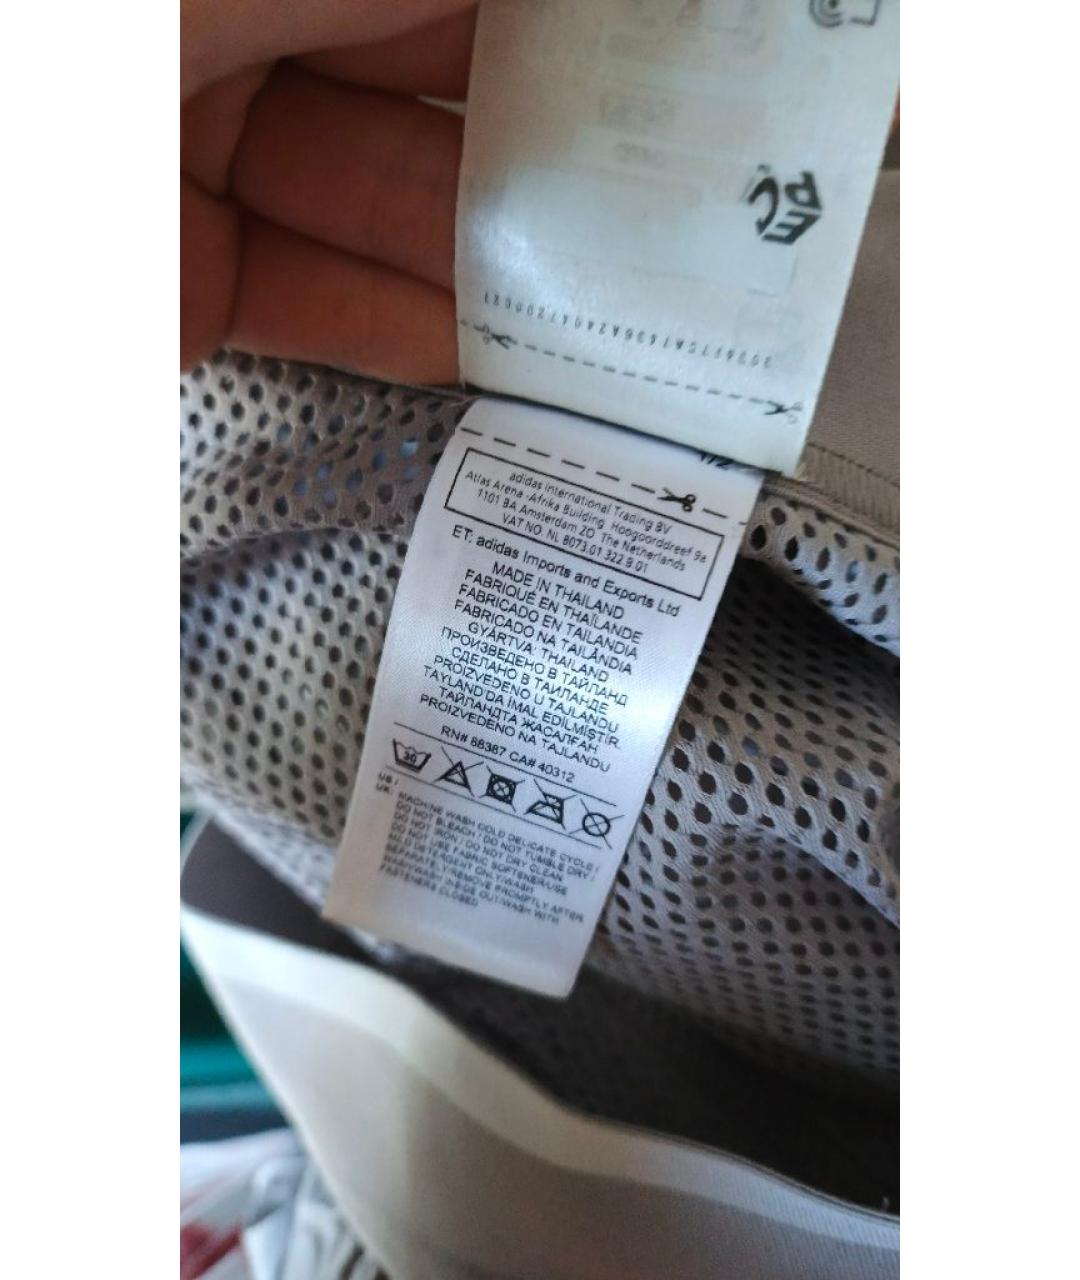 1/2
adidas International Trading BV
Atlas Arena -Afrika Building Hoogoorddreef 9a
1101 BA Amsterdam ZO The Netherlands
VAT NO. NL 8073.01.322.B.01
ET: adidas Imports and Exports Ltd
MADE IN THAILAND
FABRIQUÉ EN THAÏLANDE
FABRICADO EN TAILANDIA
FABRICADO NA TAILÂNDIA
GYÁRTVA: THAILAND
ПРОИЗВЕДЕНО В ТАЙЛАНД
СДЕЛАНО В ТАИЛАНДЕ
PROIZVEDENO U TAJLANDU
TAYLAND'DA İMAL EDİLMİŞTİR.
ТАЙЛАНДТА ЖАСАЛҒАН
PROIZVEDENO NA TAJLANDU
RN# 88387 CA# 40312
30
US /
UK: MACHINE WASH COLD DELICATE CYCLE /
DO NOT BLEACH / DO NOT TUMBLE DRY /
DO NOT IRON / DO NOT DRY CLEAN
DO NOT USE FABRIC SOFTENER/USE
MILD DETERGENT ONLY/WASH
SEPARATELY/REMOVE PROMPTLY AFTER
WASH/WASH INSIDE OUT/WASH WITH
FASTENERS CLOSED